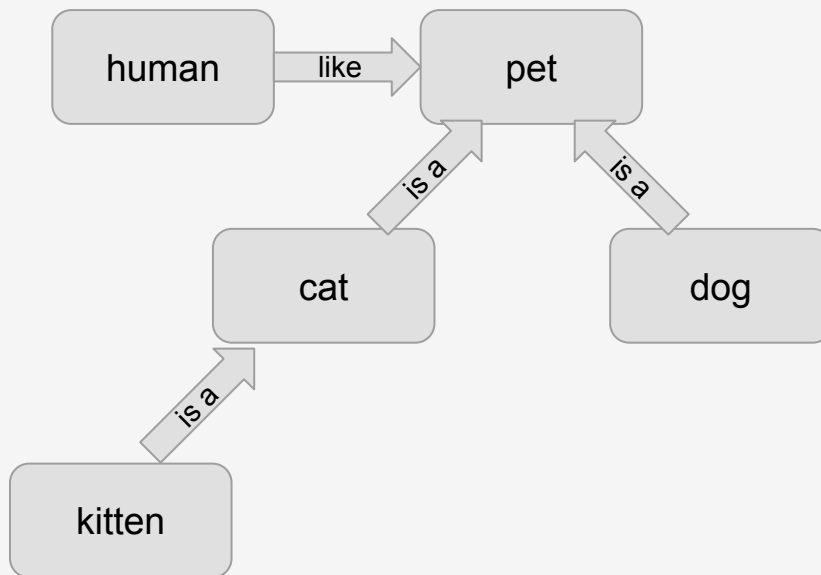 human
like
pet
is a
is a
cat
dog
is a
kitten